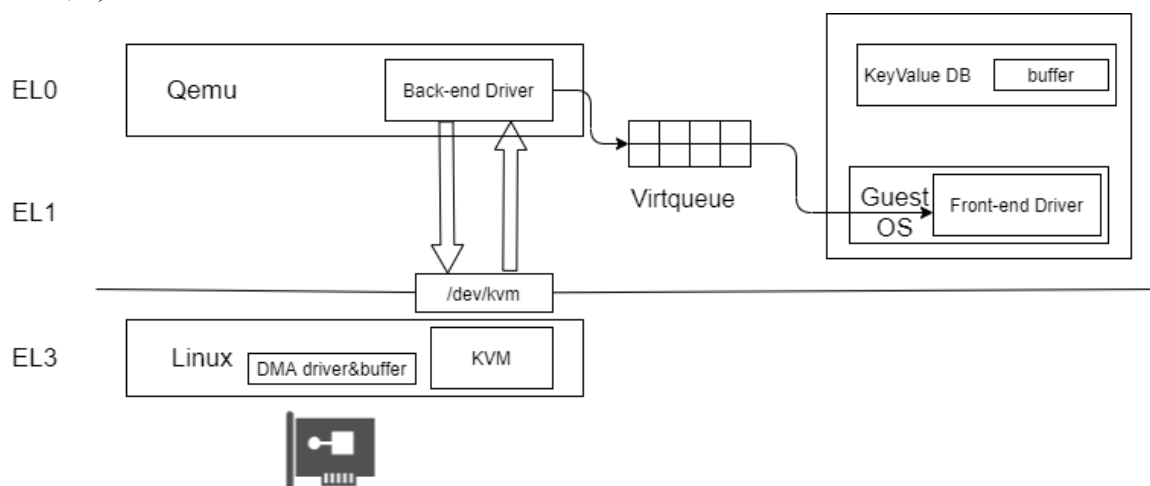 EL0
Qemu
Back-end Driver
KeyValue DB
buffer
Virtqueue
EL1
Guest
OS
Front-end Driver
/dev/kvm
EL3
Linux
DMA driver&buffer
KVM